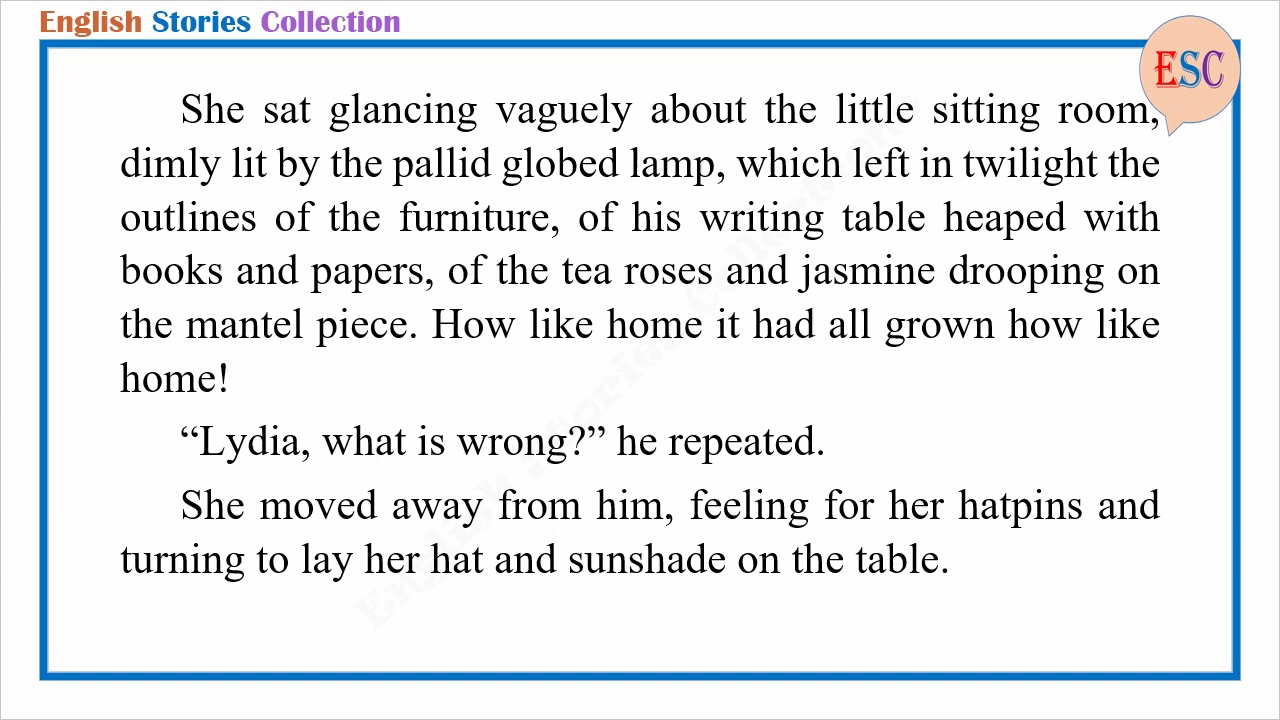 English Stories Collection
ESC
She sat glancing vaguely about the little sitting room,
dimly lit by the pallid globed lamp, which left in twilight the
outlines of the furniture, of his writing table heaped with
books and papers, of the tea roses and jasmine drooping on
the mantel piece. How like home it had all grown how like
home!
“Lydia, what is wrong?” he repeated.
She moved away from him, feeling for her hatpins and
turning to lay her hat and sunshade on the table.
English Stories Collection